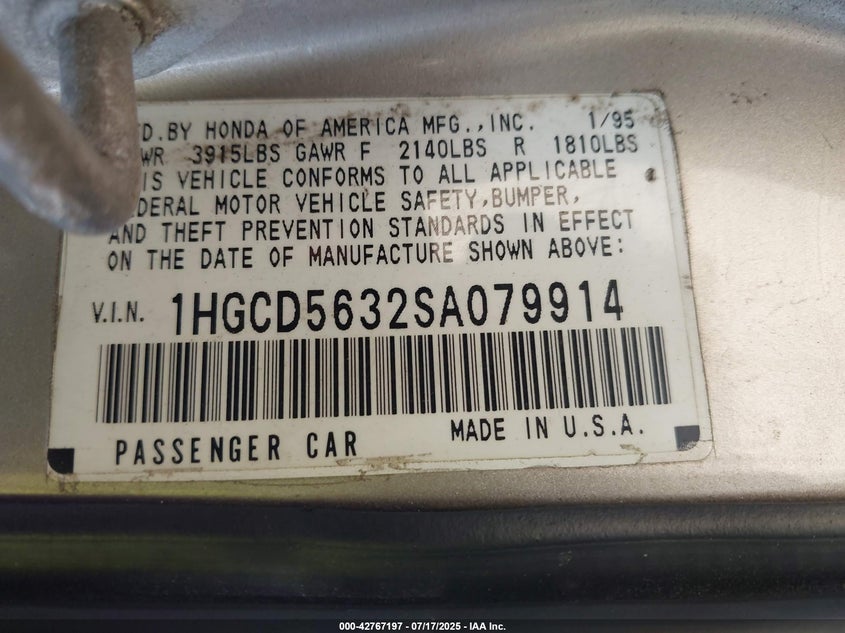 D.BY HONDA OF AMERICA MFG.,INC. 1/95
WR 3915LBS GAWR F 2140LBS R 1810LBS
IS VEHICLE CONFORMS TO ALL APPLICABLE
EDERAL MOTOR VEHICLE SAFETY,BUMPER,
AND THEFT PREVENTION STANDARDS IN EFFECT
ON THE DATE OF MANUFACTURE SHOWN ABOVE:
V.I.N. 1HGCD5632SA079914
PASSENGER CAR MADE IN U.S.A.
000-42767197 - 07/17/2025 - IAA Inc.